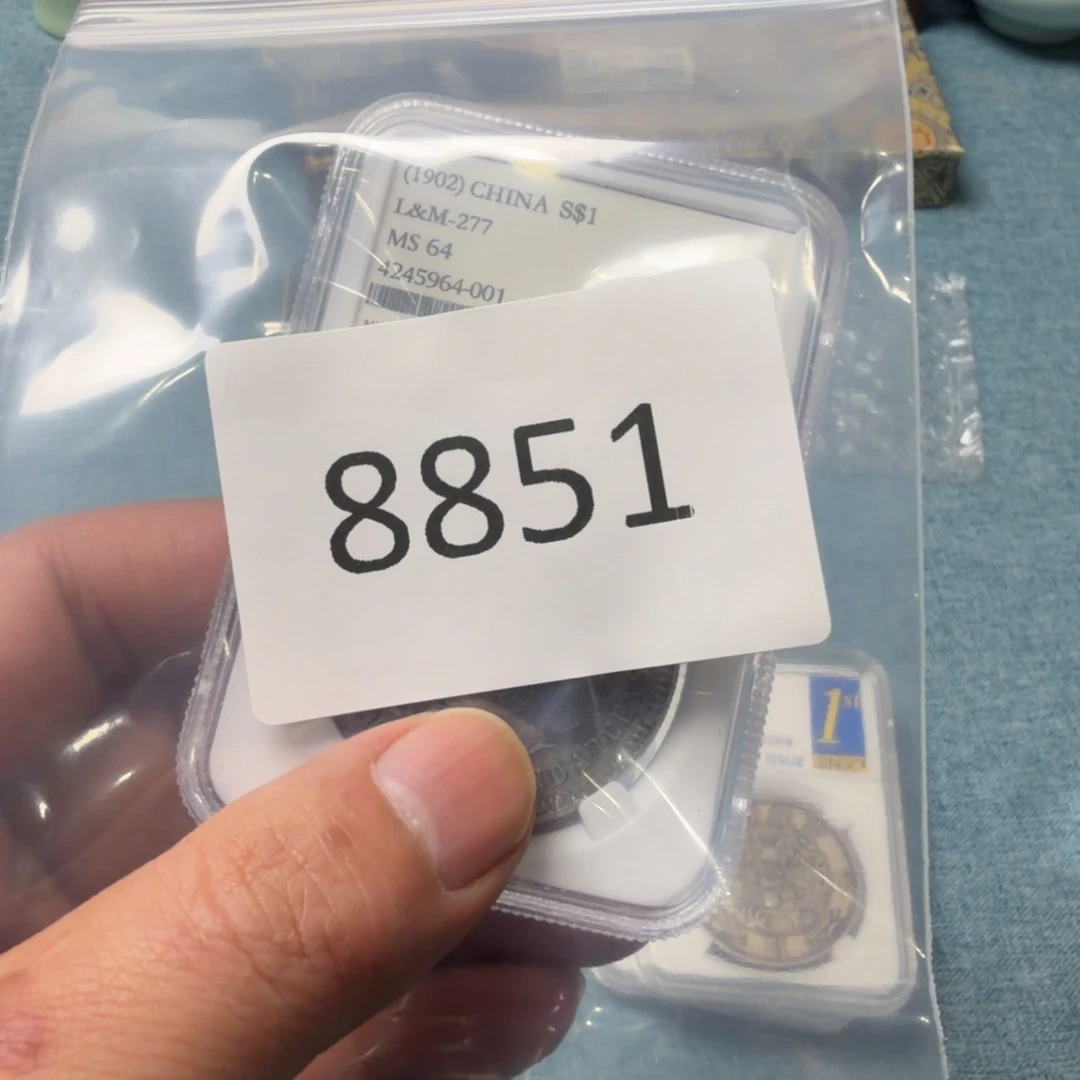 (1902) CHINA S$1
L&M-277
MS 64
4245964-001
8851
1st